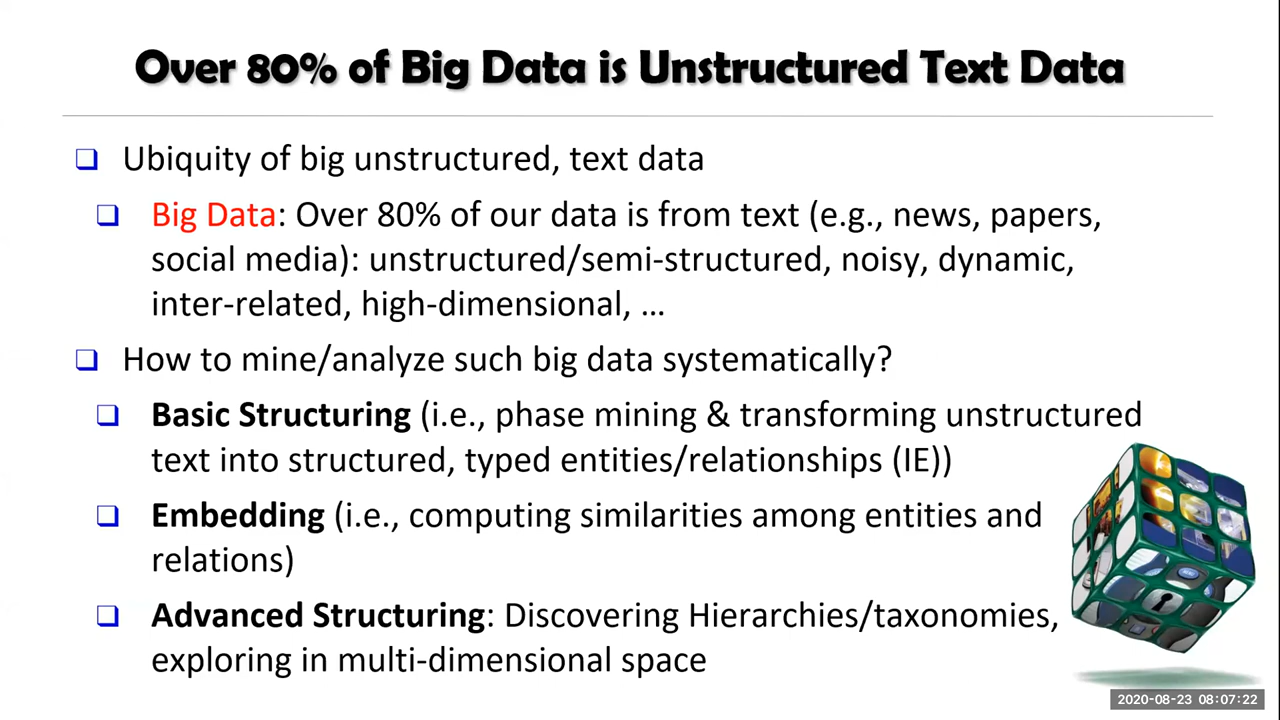 Over 80% of Big Data is Unstructured Text Data
❑ Ubiquity of big unstructured, text data
❑ Big Data: Over 80% of our data is from text (e.g., news, papers,
social media): unstructured/semi-structured, noisy, dynamic,
inter-related, high-dimensional, ...
❑ How to mine/analyze such big data systematically?
❑ Basic Structuring (i.e., phase mining & transforming unstructured
text into structured, typed entities/relationships (IE))
❑ Embedding (i.e., computing similarities among entities and
relations)
❑ Advanced Structuring: Discovering Hierarchies/taxonomies,
exploring in multi-dimensional space
2020-08-23 08:07:22